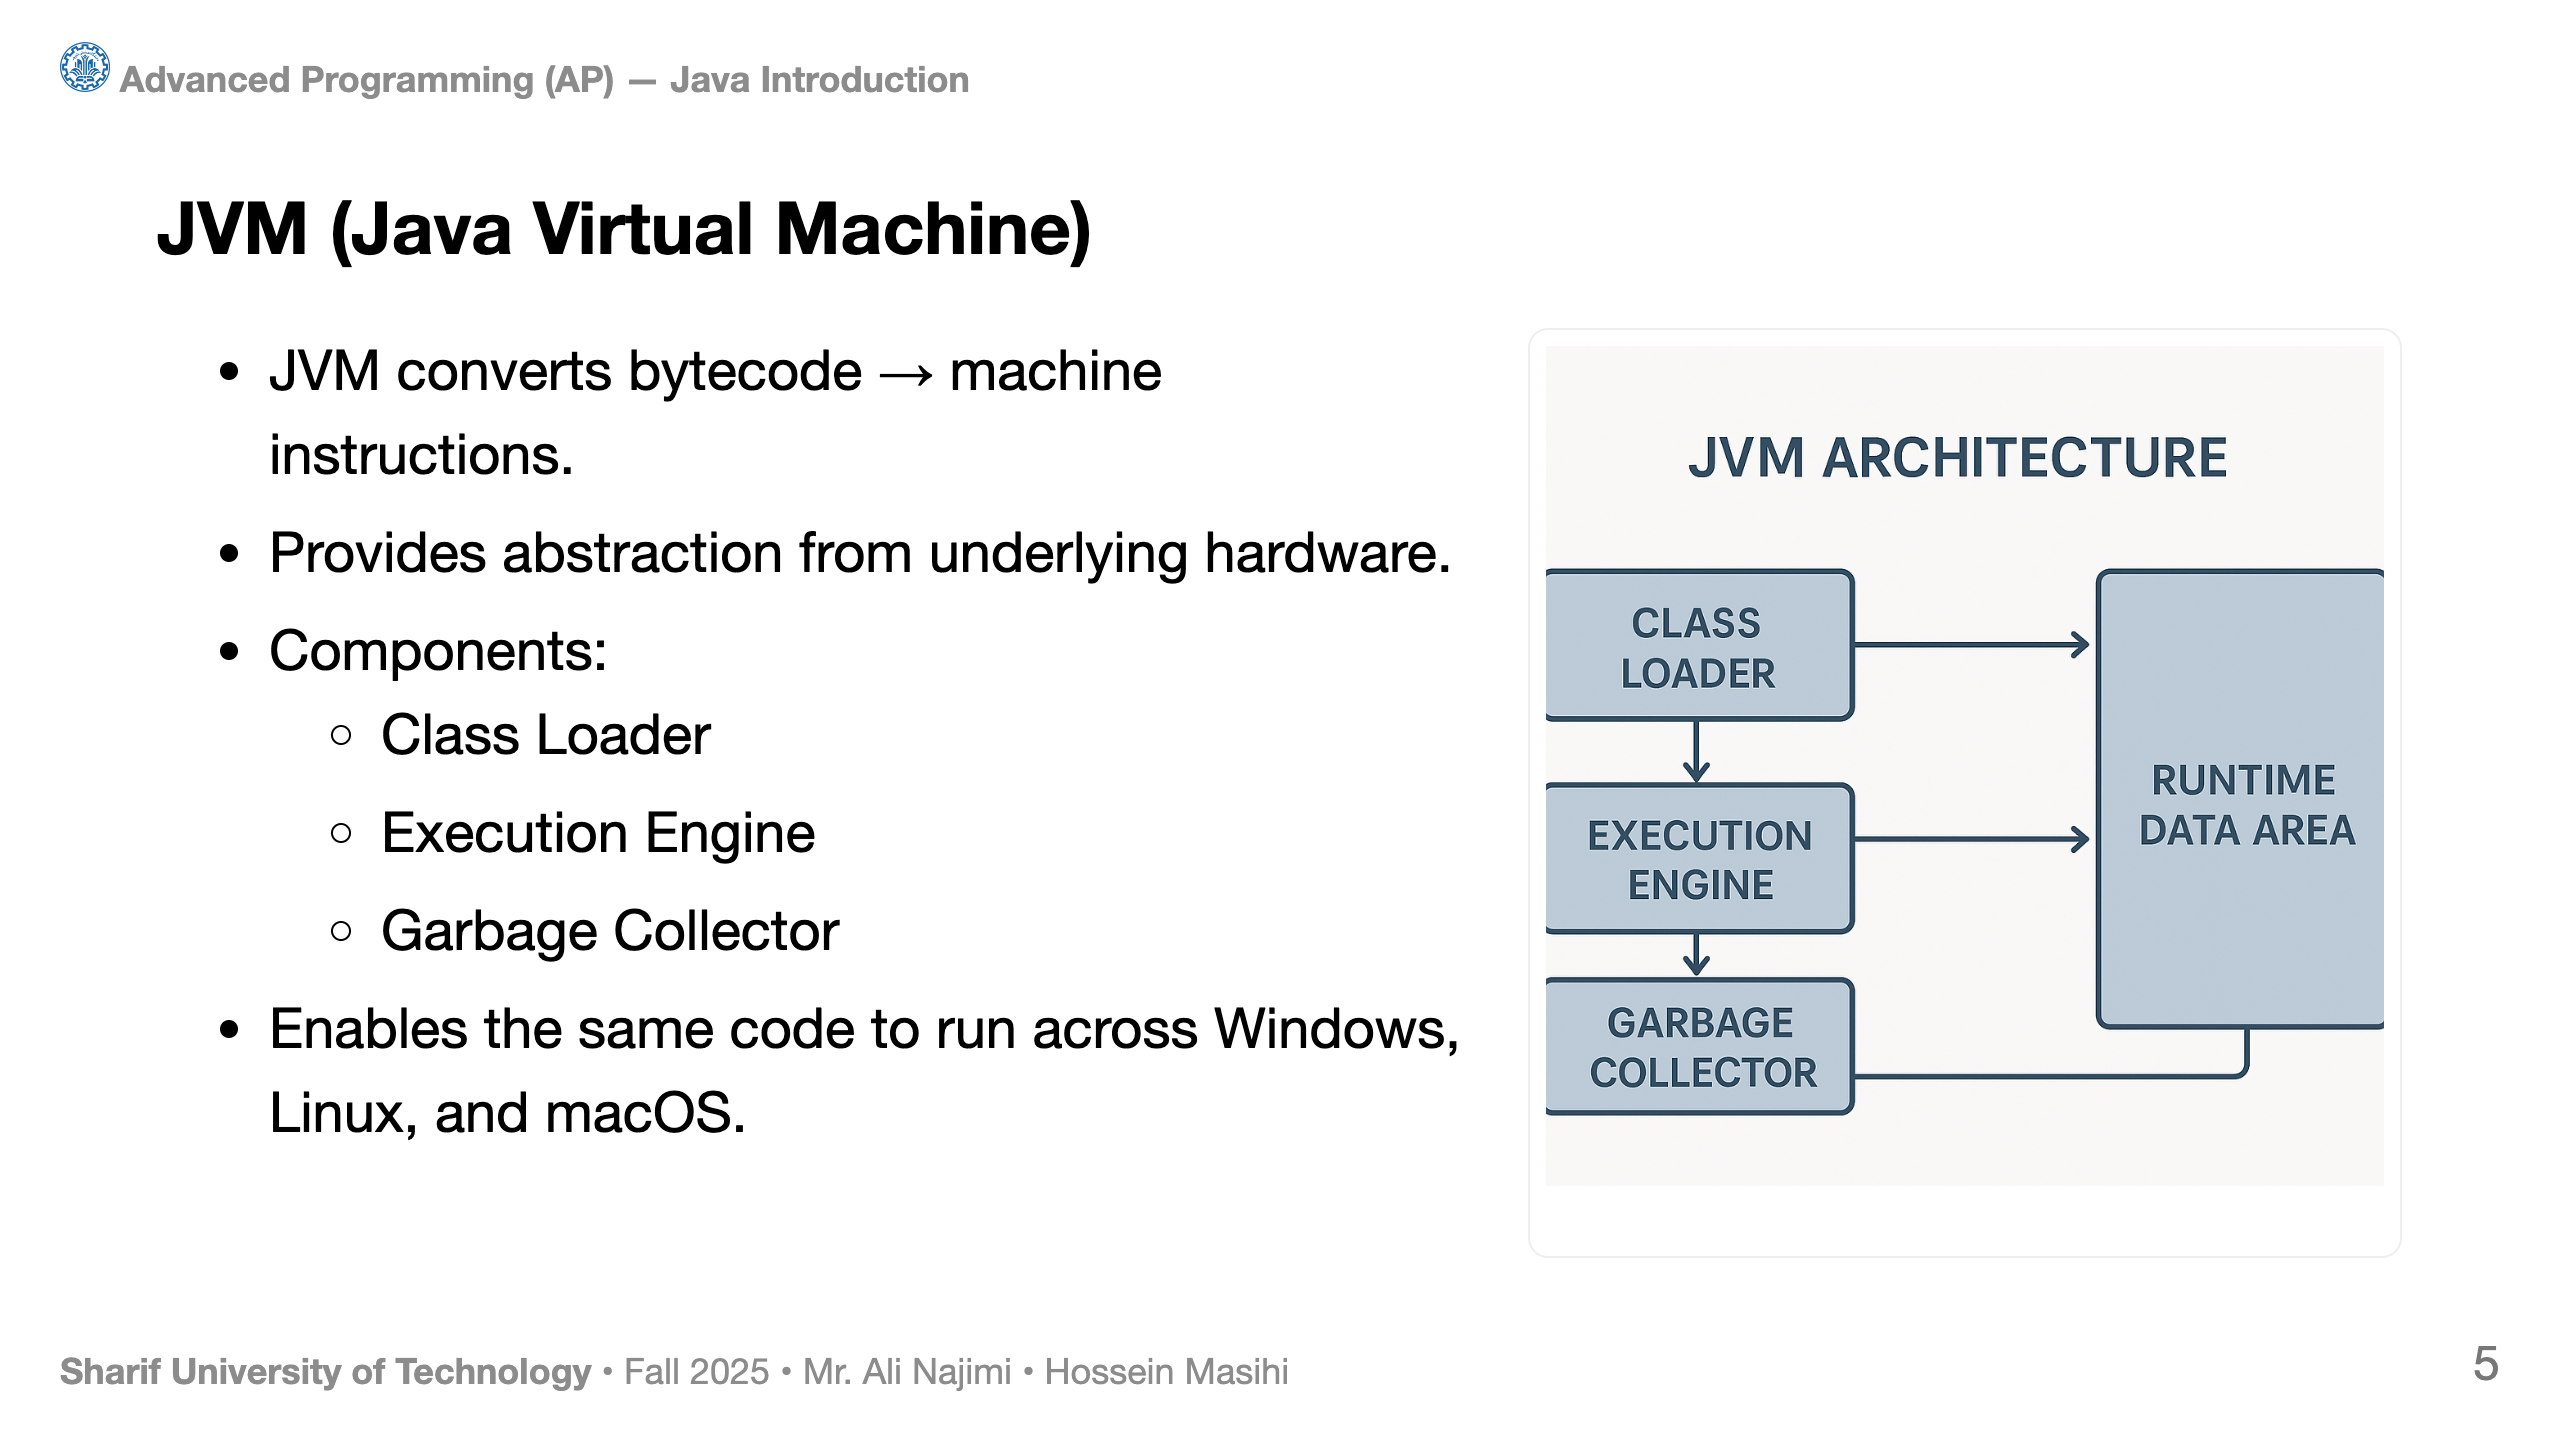 Advanced Programming (AP) — Java Introduction
JVM (Java Virtual Machine)
• JVM converts bytecode → machine
instructions.
• Provides abstraction from underlying hardware.
• Components:
○ Class Loader
○ Execution Engine
○ Garbage Collector
• Enables the same code to run across Windows,
Linux, and macOS.
JVM ARCHITECTURE
CLASS
LOADER
EXECUTION
ENGINE
GARBAGE
COLLECTOR
RUNTIME
DATA AREA
Sharif University of Technology • Fall 2025 • Mr. Ali Najimi • Hossein Masihi
5